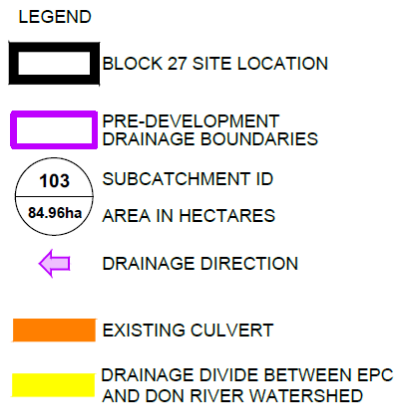 LEGEND
BLOCK 27 SITE LOCATION
PRE-DEVELOPMENT
DRAINAGE BOUNDARIES
103
SUBCATCHMENT ID
84.96ha
AREA IN HECTARES
DRAINAGE DIRECTION
EXISTING CULVERT
DRAINAGE DIVIDE BETWEEN EPC
AND DON RIVER WATERSHED